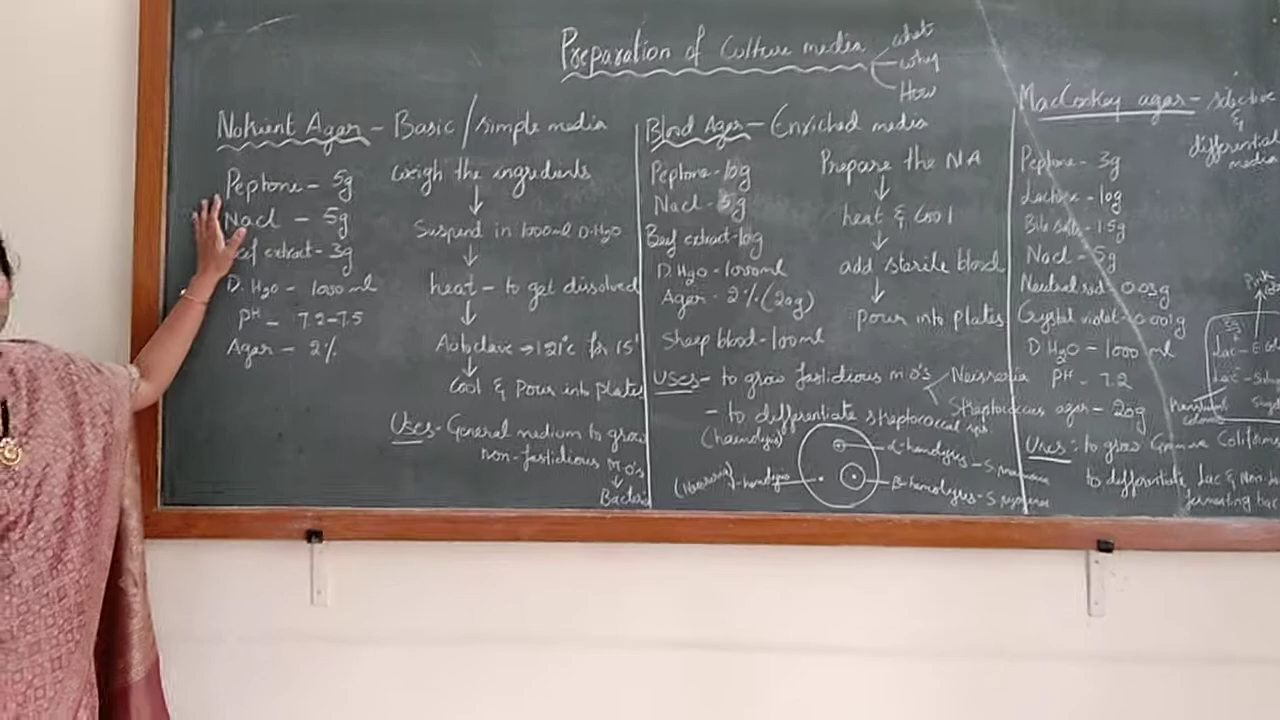 Preparation of Culture media
what
why
How
Nutrient Agar - Basic / simple media
Peptone - 5g
Nacl - 5g
Beef extract - 3g
D. H2O - 1000 ml
PH - 7.2-7.5
Agar - 2%
weigh the ingredients
Suspend in 1000ml D.H2O
heat - to get dissolved
Autoclave → 121°c for 15'
Cool & Pour into plates
Uses - General medium to grow
non-fastidious M.O's
Bacteria
Blood Agar - Enriched media
Peptone - 10g
Nacl - 5g
Beef extract - 10g
D. H2O - 1000ml
Agar - 2% (20g)
Sheep blood - 100ml
Prepare the NA
heat & Cool
add sterile blood
pour into plates
Uses - to grow fastidious M.O's
Neisseria
Streptococcus
- to differentiate streptococcal sps.
(haemolysis)
α-hemolysis - S.
β-hemolysis - S
-hemolysis
MacConkey agar - selective
&
differential
media
Peptone - 3g
Lactose - 10g
Bile salts - 1.5g
Nacl - 5g
Neutral red - 0.03g
Crystal violet - 0.001g
D H2O - 1000 ml
PH - 7.2
agar - 20g
Uses: to grow Gram-ve Coliforms
to differentiate Lac & Non-
fermenting
Pink
Lac - E.
Lac